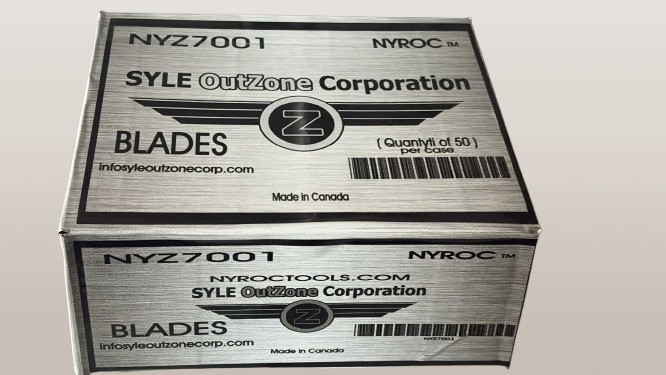 NYZ7001 NYROC TM
SYLE OutZone Corporation
Z
BLADES
( Quantyti of 50 )
per case
infosyleoutzonecorp.com
Made in Canada
NYZ7001 NYROC TM
NYROCTOOLS.COM
SYLE OutZone Corporation
Z
BLADES
NYZ7001
infosyleoutzonecorp.com
Made in Canada